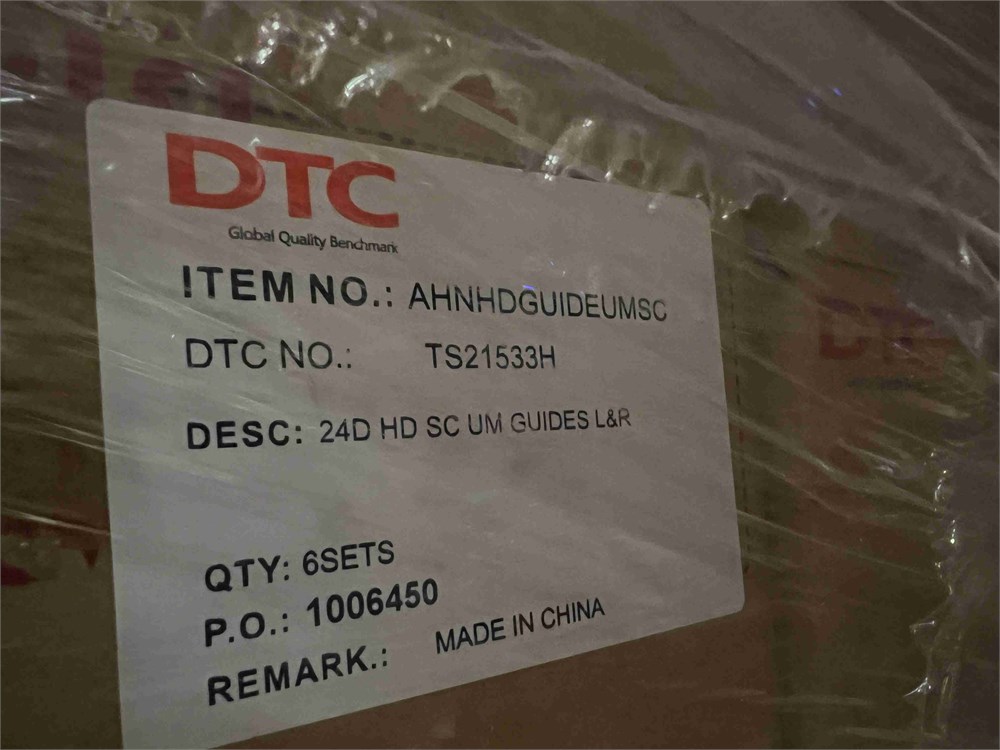 DTC
Global Quality Benchmark
ITEM NO.: AHNHDGUIDEUMSC
DTC NO.: TS21533H
DESC: 24D HD SC UM GUIDES L&R
QTY: 6SETS
P.O.: 1006450
REMARK.: MADE IN CHINA
DTC